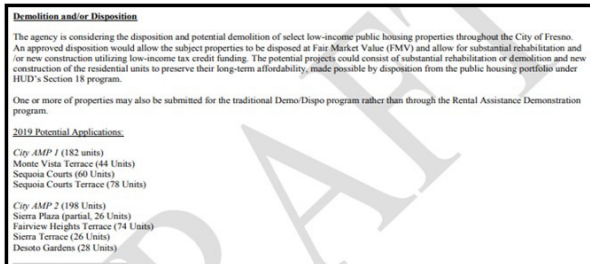 Demolition and/or Disposition
The agency is considering the disposition and potential demolition of select low-income public housing properties throughout the City of Fresno.
An approved disposition would allow the subject properties to be disposed at Fair Market Value (FMV) and allow for substantial rehabilitation and
/or new construction utilizing low-income tax credit funding. The potential projects could consist of substantial rehabilitation or demolition and new
construction of the residential units to preserve their long-term affordability, made possible by disposition from the public housing portfolio under
HUD's Section 18 program.
One or more of properties may also be submitted for the traditional Demo/Dispo program rather than through the Rental Assistance Demonstration
program.
2019 Potential Applications:
City AMP 1 (182 units)
Monte Vista Terrace (44 Units)
Sequoia Courts (60 Units)
Sequoia Courts Terrace (78 Units)
City AMP 2 (198 Units)
Sierra Plaza (partial, 26 Units)
Fairview Heights Terrace (74 Units)
Sierra Terrace (26 Units)
Desoto Gardens (28 Units)